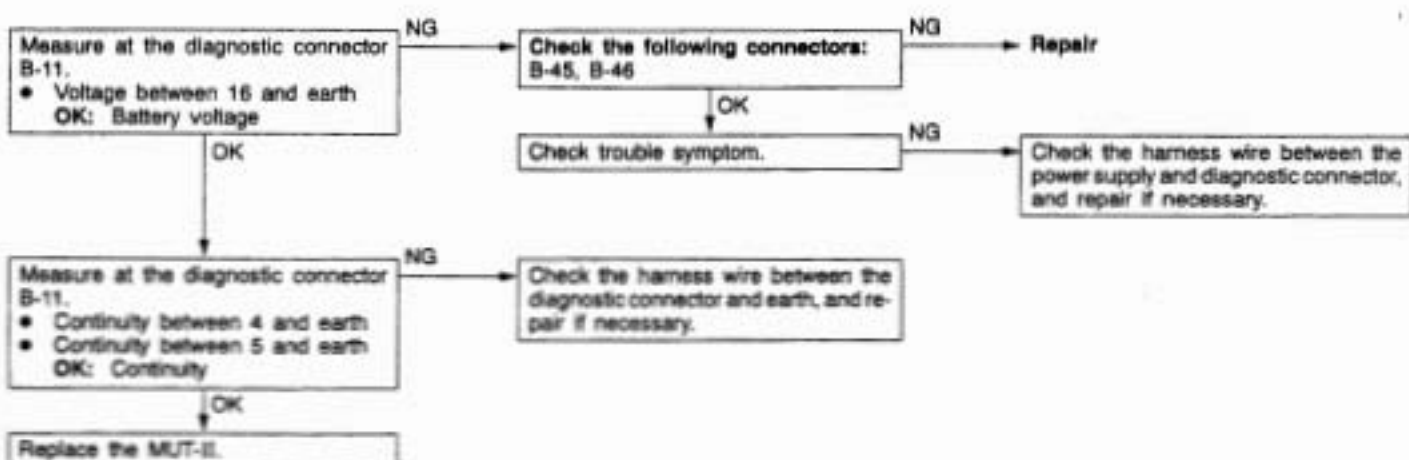 Measure at the diagnostic connector
B-11.
• Voltage between 16 and earth
OK: Battery voltage
NG
Check the following connectors:
B-45, B-46
NG
Repair
OK
Check trouble symptom.
NG
Check the harness wire between the
power supply and diagnostic connector,
and repair if necessary.
OK
Measure at the diagnostic connector
B-11.
• Continuity between 4 and earth
• Continuity between 5 and earth
OK: Continuity
NG
Check the harness wire between the
diagnostic connector and earth, and re-
pair if necessary.
OK
Replace the MUT-II.